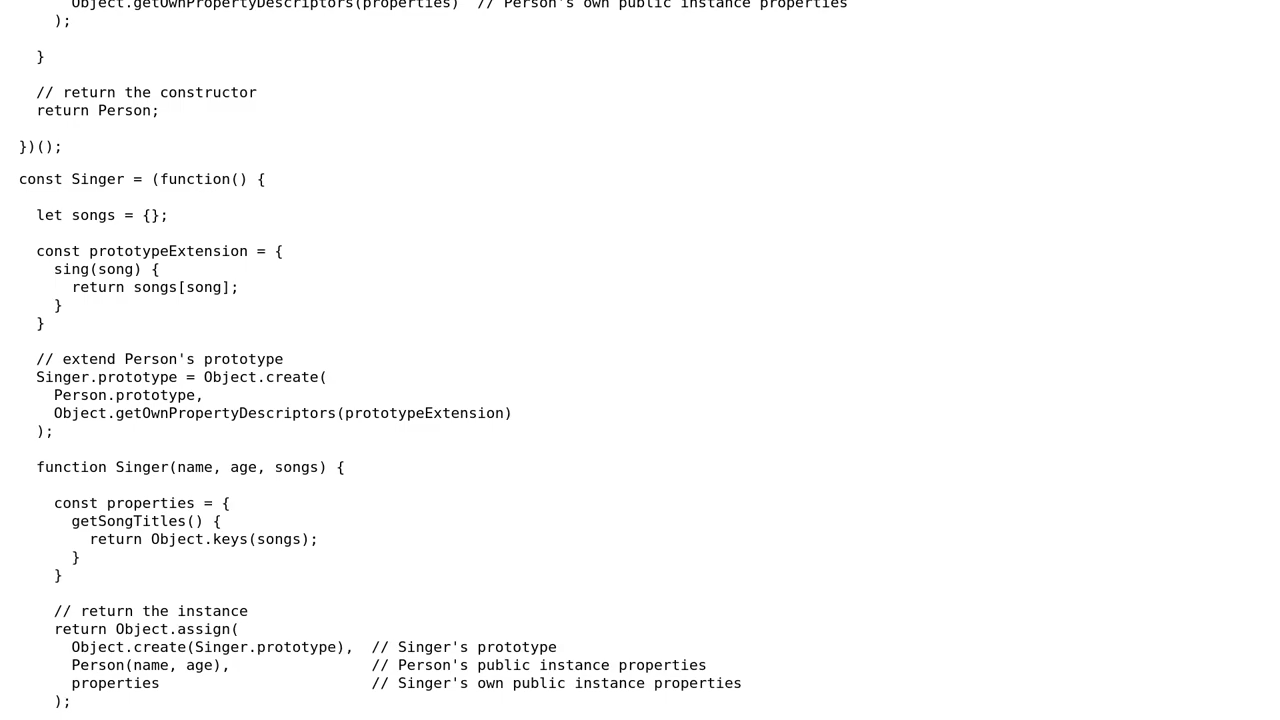 Object.getOwnPropertyDescriptors(properties)  // Person's own public instance properties
    );

  }

  // return the constructor
  return Person;

})();
const Singer = (function() {

  let songs = {};

  const prototypeExtension = {
    sing(song) {
      return songs[song];
    }
  }

  // extend Person's prototype
  Singer.prototype = Object.create(
    Person.prototype,
    Object.getOwnPropertyDescriptors(prototypeExtension)
  );

  function Singer(name, age, songs) {

    const properties = {
      getSongTitles() {
        return Object.keys(songs);
      }
    }

    // return the instance
    return Object.assign(
      Object.create(Singer.prototype),  // Singer's prototype
      Person(name, age),                // Person's public instance properties
      properties                        // Singer's own public instance properties
    );